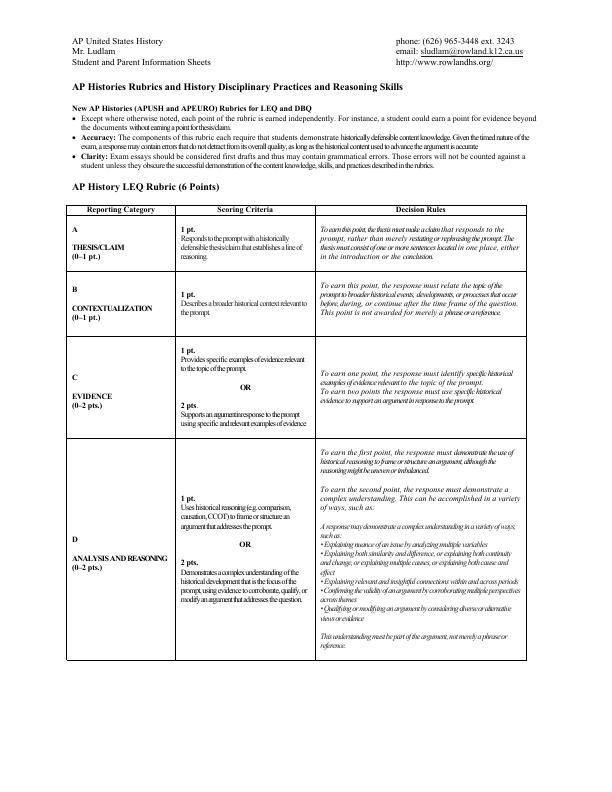 AP United States History
Mr. Ludlam
Student and Parent Information Sheets
phone: (626) 965-3448 ext. 3243
email: sludlam@rowland.k12.ca.us
http://www.rowlandhs.org/
AP Histories Rubrics and History Disciplinary Practices and Reasoning Skills
New AP Histories (APUSH and APEURO) Rubrics for LEQ and DBQ
• Except where otherwise noted, each point of the rubric is earned independently. For instance, a student could earn a point for evidence beyond
the documents without earning a point for thesis/claim.
• Accuracy: The components of this rubric each require that students demonstrate historically defensible content knowledge. Given the timed nature of the
exam, a response may contain errors that do not detract from its overall quality, as long as the historical content used to advance the argument is accurate
• Clarity: Exam essays should be considered first drafts and thus may contain grammatical errors. Those errors will not be counted against a
student unless they obscure the successful demonstration of the content knowledge, skills, and practices described in the rubrics.
AP History LEQ Rubric (6 Points)
Reporting Category
Scoring Criteria
Decision Rules
A
THESIS/CLAIM
(0–1 pt.)
1 pt.
Responds to the prompt with a historically
defensible thesis/claim that establishes a line of
reasoning.
To earn this point, the thesis must make a claim that responds to the
prompt, rather than merely restating or rephrasing the prompt. The
thesis must consist of one or more sentences located in one place, either
in the introduction or the conclusion.
B
CONTEXTUALIZATION
(0–1 pt.)
1 pt.
Describes a broader historical context relevant to
the prompt.
To earn this point, the response must relate the topic of the
prompt to broader historical events, developments, or processes that occur
before, during, or continue after the time frame of the question.
This point is not awarded for merely a phrase or a reference.
C
EVIDENCE
(0–2 pts.)
1 pt.
Provides specific examples of evidence relevant
to the topic of the prompt.
OR
2 pts.
Supports an argument in response to the prompt
using specific and relevant examples of evidence
To earn one point, the response must identify specific historical
examples of evidence relevant to the topic of the prompt.
To earn two points the response must use specific historical
evidence to support an argument in response to the prompt.
D
ANALYSIS AND REASONING
(0–2 pts.)
1 pt.
Uses historical reasoning (e.g. comparison,
causation, CCOT) to frame or structure an
argument that addresses the prompt.
OR
2 pts.
Demonstrates a complex understanding of the
historical development that is the focus of the
prompt, using evidence to corroborate, qualify, or
modify an argument that addresses the question.
To earn the first point, the response must demonstrate the use of
historical reasoning to frame or structure an argument, although the
reasoning might be uneven or imbalanced.
To earn the second point, the response must demonstrate a
complex understanding. This can be accomplished in a variety
of ways, such as:
A response may demonstrate a complex understanding in a variety of ways,
such as:
• Explaining nuance of an issue by analyzing multiple variables
• Explaining both similarity and difference, or explaining both continuity
and change, or explaining multiple causes, or explaining both cause and
effect
• Explaining relevant and insightful connections within and across periods
• Confirming the validity of an argument by corroborating multiple perspectives
across themes
• Qualifying or modifying an argument by considering diverse or alternative
views or evidence
This understanding must be part of the argument, not merely a phrase or
reference.